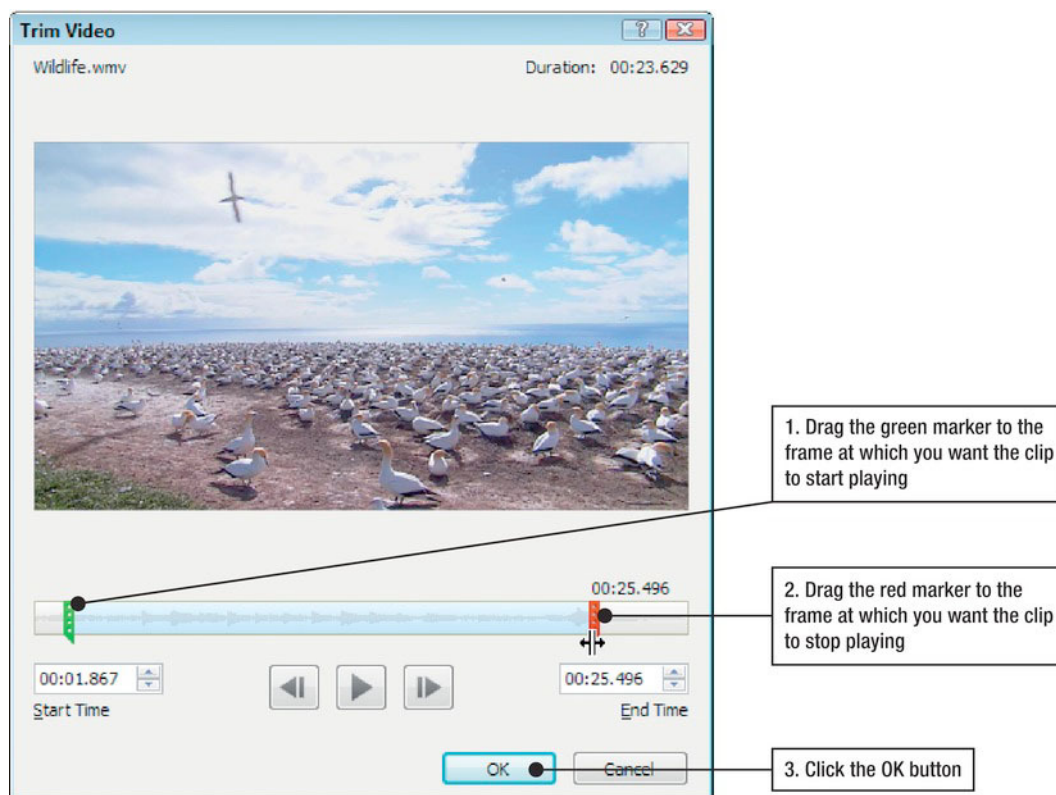 Trim Video
Wildlife.wmv
Duration: 00:23.629
1. Drag the green marker to the
frame at which you want the clip
to start playing
00:25.496
2. Drag the red marker to the
frame at which you want the clip
to stop playing
00:01.867
00:25.496
Start Time
End Time
OK
Cancel
3. Click the OK button